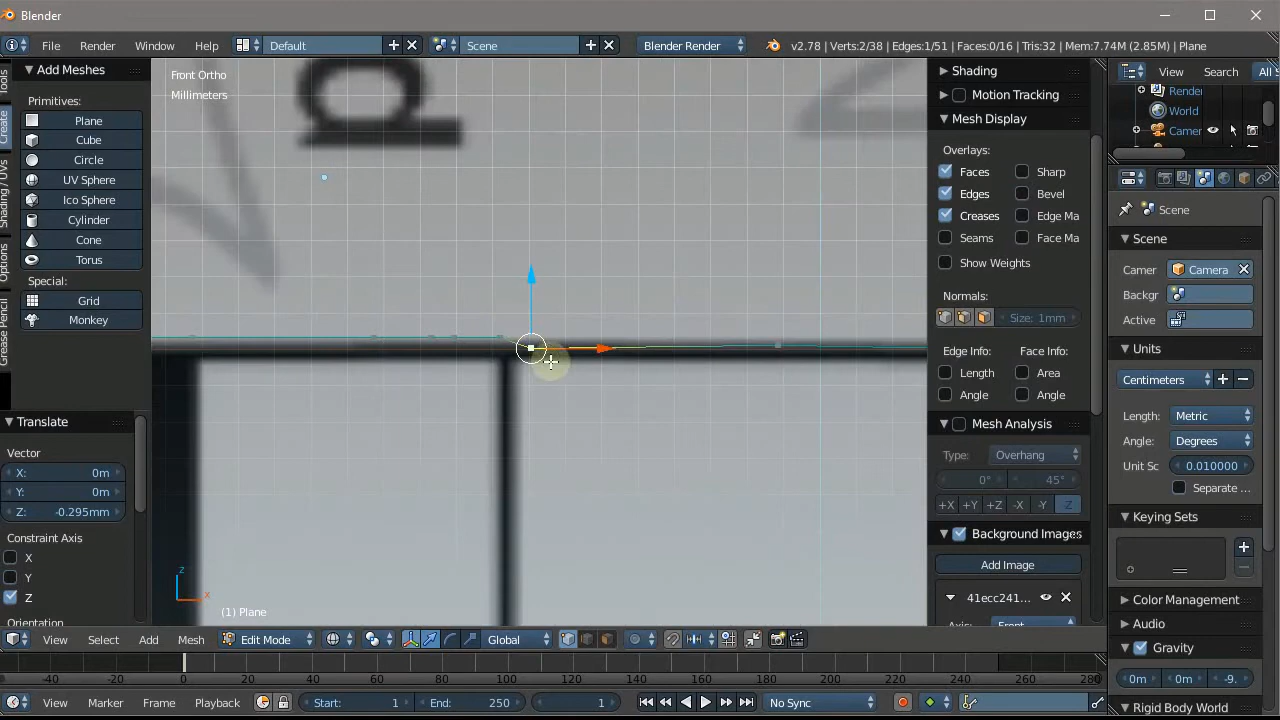 Blender
File Render Window Help Default Scene Blender Render v2.78 | Verts:2/38 | Edges:1/51 | Faces:0/16 | Tris:32 | Mem:7.74M (2.85M) | Plane
Tools
Create
Shading / UVs
Options
Grease Pencil
Add Meshes
Primitives:
Plane
Cube
Circle
UV Sphere
Ico Sphere
Cylinder
Cone
Torus
Special:
Grid
Monkey
Translate
Vector
X: 0m
Y: 0m
Z: -0.295mm
Constraint Axis
X
Y
Z
Orientation
Front Ortho
Millimeters
z
x
(1) Plane
Shading
Motion Tracking
Mesh Display
Overlays:
Faces Sharp
Edges Bevel
Creases Edge Ma
Seams Face Ma
Show Weights
Normals:
Size: 1mm
Edge Info: Face Info:
Length Area
Angle Angle
Mesh Analysis
Type: Overhang
0° 45°
+X +Y +Z -X -Y Z
Background Images
Add Image
41ecc241...
Axis: Front
View Search All S
Render
World
Camer
Scene
Scene
Camer Camera
Backgr
Active
Units
Centimeters
Length: Metric
Angle: Degrees
Unit Sc 0.010000
Separate ...
Keying Sets
Color Management
Audio
Gravity
0m 0m -9.
Rigid Body World
View Select Add Mesh Edit Mode Global
-40 -20 0 20 40 60 80 100 120 140 160 180 200 220 240 260 280
View Marker Frame Playback Start: 1 End: 250 1 No Sync